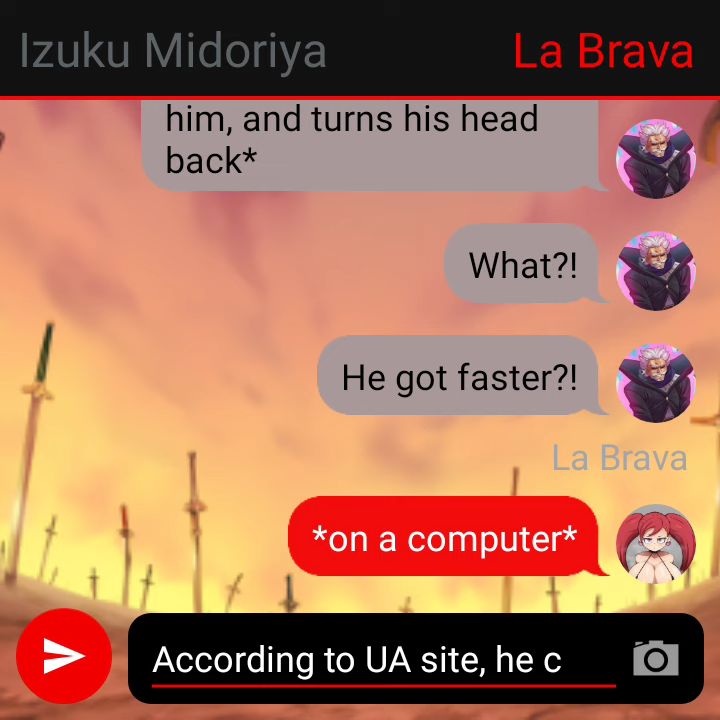 Izuku Midoriya La Brava
him, and turns his head
back*
What?!
He got faster?!
La Brava
*on a computer*
According to UA site, he c